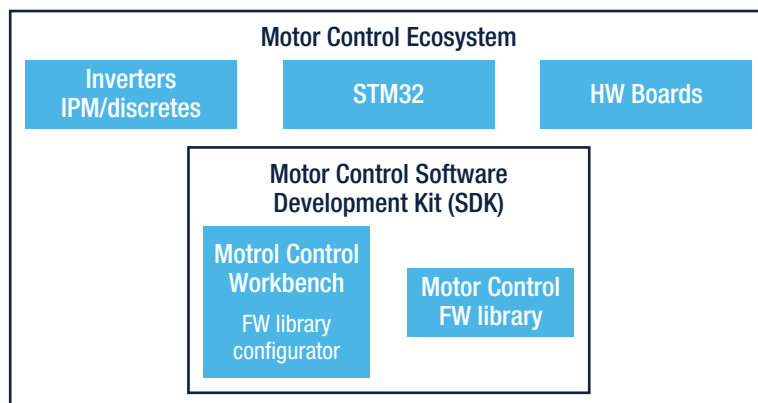 Motor Control Ecosystem
Inverters
IPM/discretes
STM32
HW Boards
Motor Control Software
Development Kit (SDK)
Motrol Control
Workbench
FW library
configurator
Motor Control
FW library